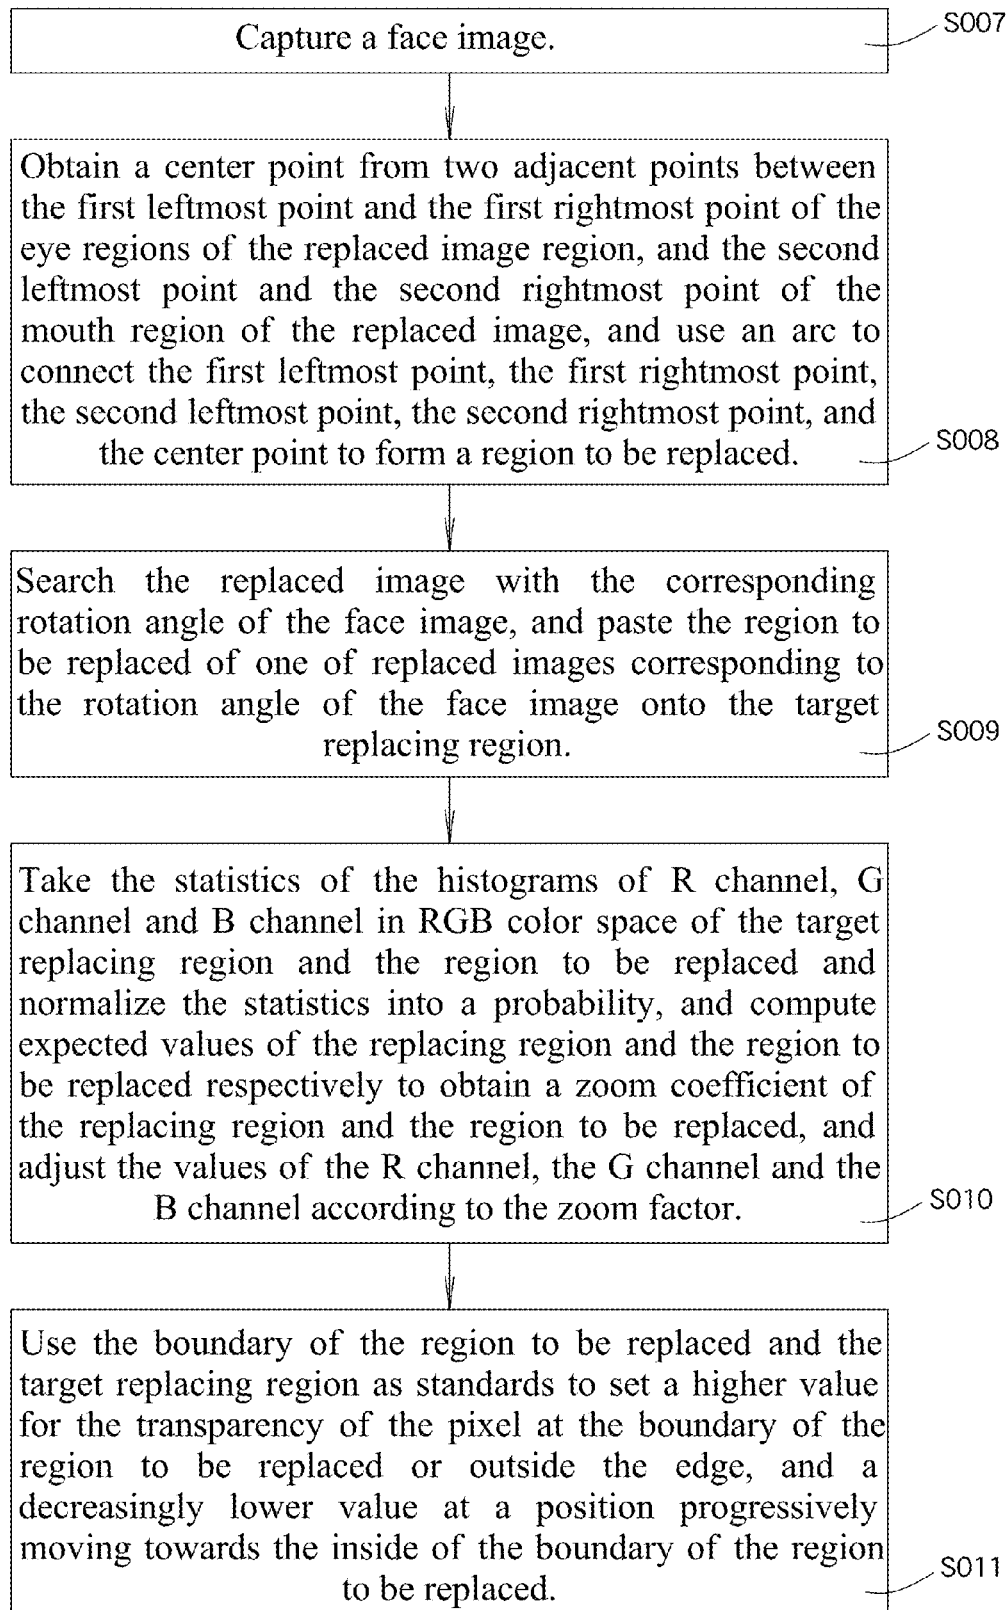 Capture a face image.
S007
Obtain a center point from two adjacent points between
the first leftmost point and the first rightmost point of the
eye regions of the replaced image region, and the second
leftmost point and the second rightmost point of the
mouth region of the replaced image, and use an arc to
connect the first leftmost point, the first rightmost point,
the second leftmost point, the second rightmost point, and
the center point to form a region to be replaced.
S008
Search the replaced image with the corresponding
rotation angle of the face image, and paste the region to
be replaced of one of replaced images corresponding to
the rotation angle of the face image onto the target
replacing region.
S009
Take the statistics of the histograms of R channel, G
channel and B channel in RGB color space of the target
replacing region and the region to be replaced and
normalize the statistics into a probability, and compute
expected values of the replacing region and the region to
be replaced respectively to obtain a zoom coefficient of
the replacing region and the region to be replaced, and
adjust the values of the R channel, the G channel and the
B channel according to the zoom factor.
S010
Use the boundary of the region to be replaced and the
target replacing region as standards to set a higher value
for the transparency of the pixel at the boundary of the
region to be replaced or outside the edge, and a
decreasingly lower value at a position progressively
moving towards the inside of the boundary of the region
to be replaced.
S011